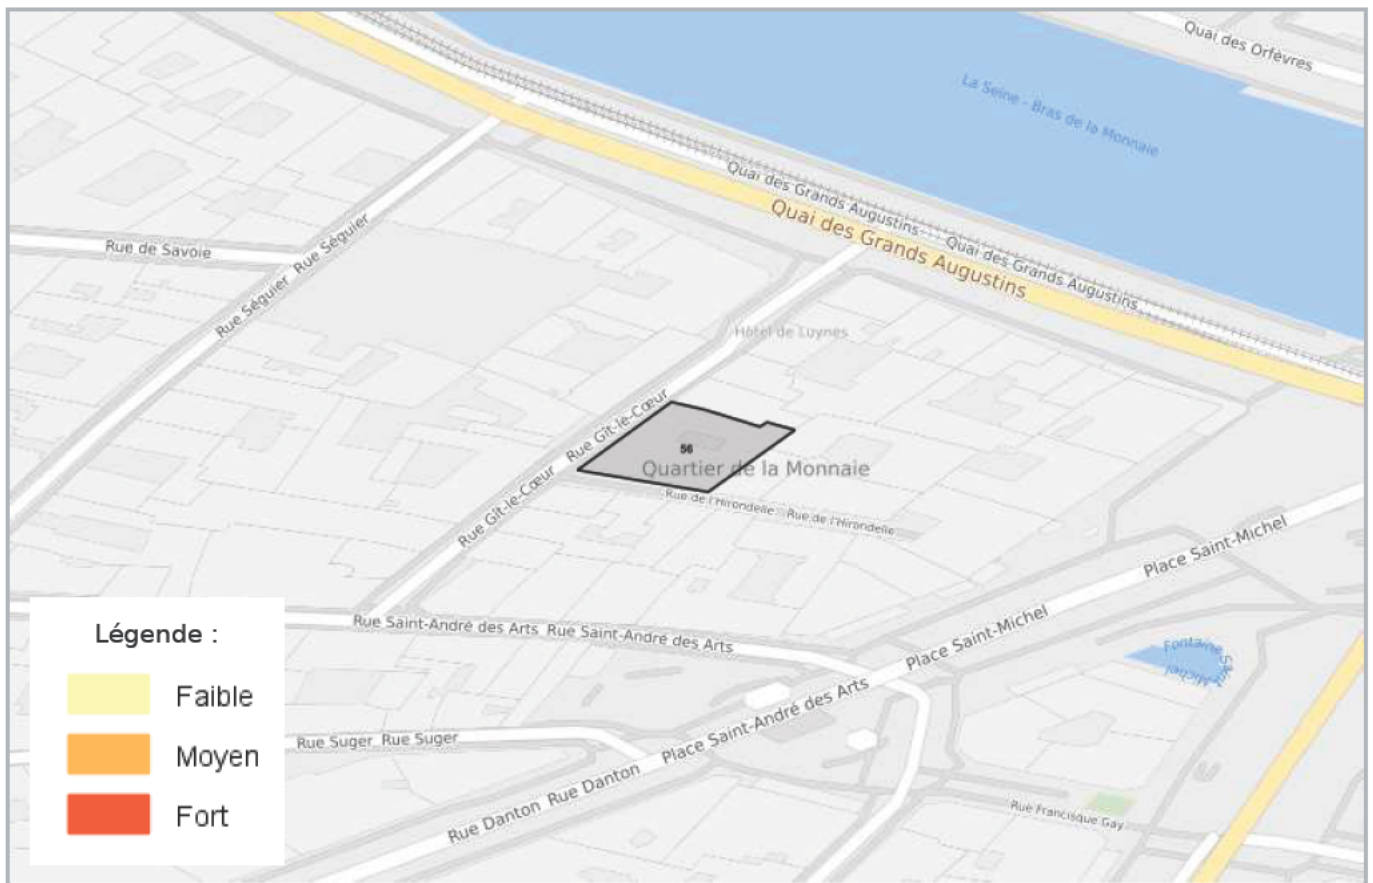 Quai des Orfèvres
La Seine - Bras de la Monnaie
Quai des Grands Augustins
Quai des Grands Augustins
Quai des Grands Augustins
Rue de Savoie
Rue Séguier
Rue Séguier
Hôtel de Luynes
Rue Gît-le-Cœur
Rue Gît-le-Cœur
56
Quartier de la Monnaie
Rue de l'Hirondelle
Rue de l'Hirondelle
Place Saint-Michel
Place Saint-Michel
Rue Saint-André des Arts
Rue Saint-André des Arts
Fontaine Saint-Michel
Place Saint-André des Arts
Rue Suger
Rue Suger
Rue Danton
Rue Danton
Rue Francisque Gay
Légende :
Faible
Moyen
Fort